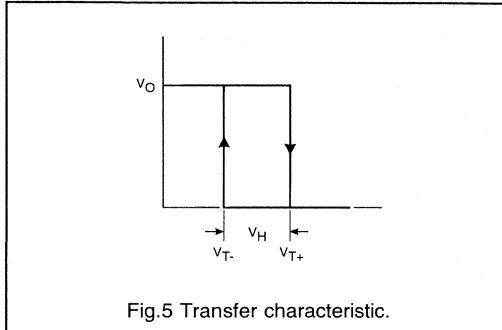 VO
VH
VT- VT+
Fig.5 Transfer characteristic.